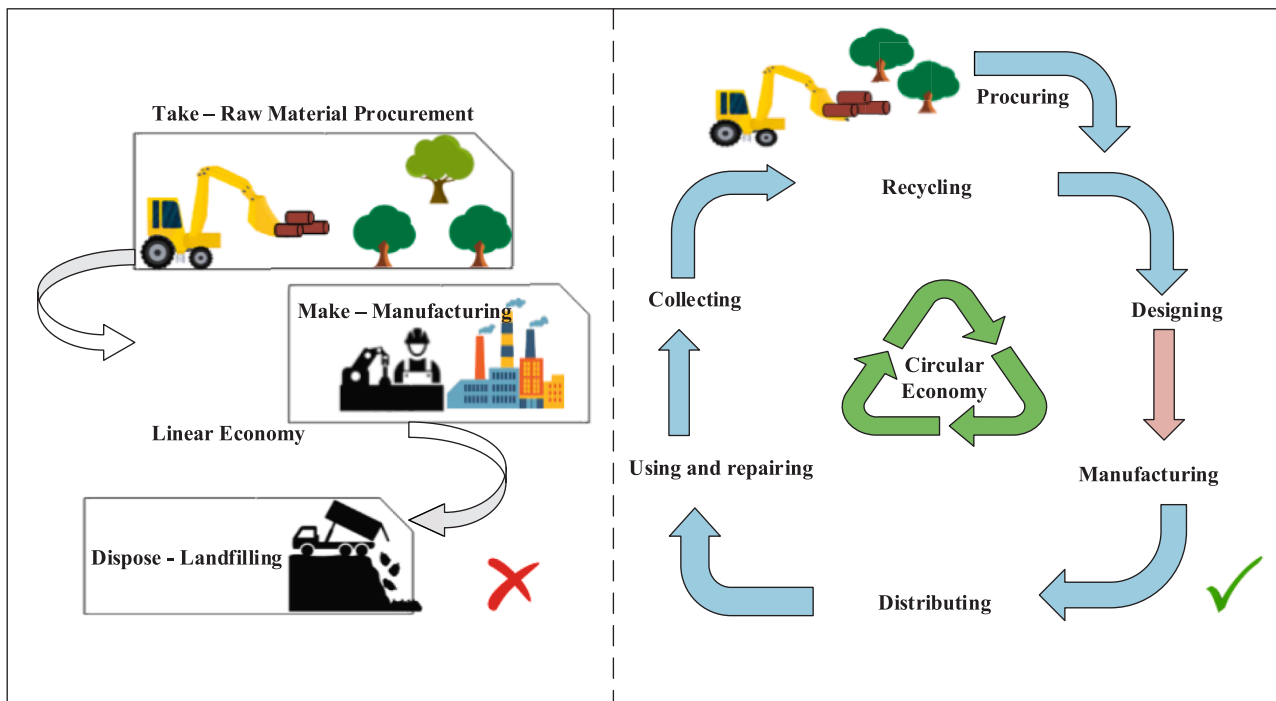 Take – Raw Material Procurement
Make – Manufacturing
Linear Economy
Dispose - Landfilling
Procuring
Recycling
Collecting
Designing
Circular
Economy
Using and repairing
Manufacturing
Distributing